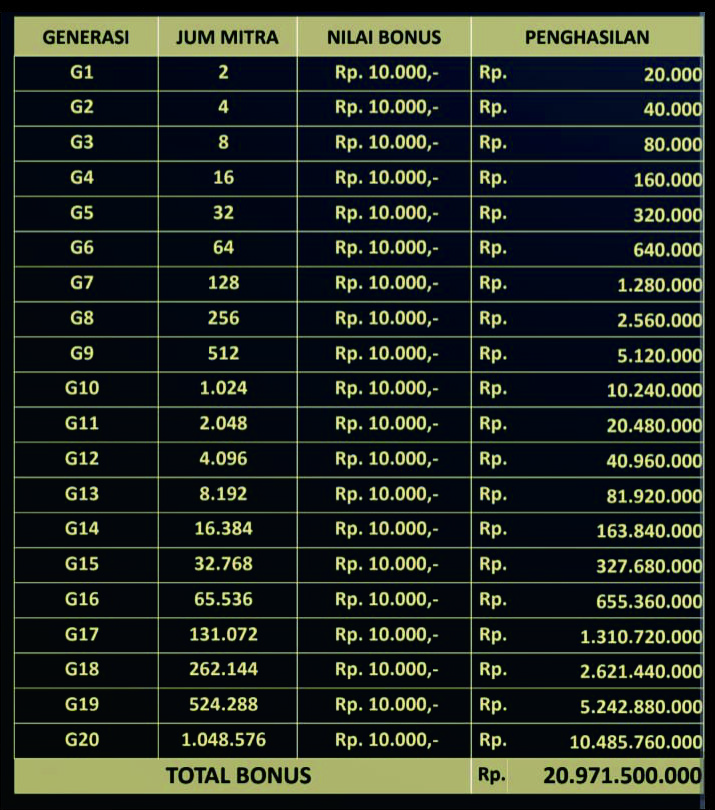 GENERASI JUM MITRA NILAI BONUS PENGHASILAN
G1 2 Rp. 10.000,- Rp. 20.000
G2 4 Rp. 10.000,- Rp. 40.000
G3 8 Rp. 10.000,- Rp. 80.000
G4 16 Rp. 10.000,- Rp. 160.000
G5 32 Rp. 10.000,- Rp. 320.000
G6 64 Rp. 10.000,- Rp. 640.000
G7 128 Rp. 10.000,- Rp. 1.280.000
G8 256 Rp. 10.000,- Rp. 2.560.000
G9 512 Rp. 10.000,- Rp. 5.120.000
G10 1.024 Rp. 10.000,- Rp. 10.240.000
G11 2.048 Rp. 10.000,- Rp. 20.480.000
G12 4.096 Rp. 10.000,- Rp. 40.960.000
G13 8.192 Rp. 10.000,- Rp. 81.920.000
G14 16.384 Rp. 10.000,- Rp. 163.840.000
G15 32.768 Rp. 10.000,- Rp. 327.680.000
G16 65.536 Rp. 10.000,- Rp. 655.360.000
G17 131.072 Rp. 10.000,- Rp. 1.310.720.000
G18 262.144 Rp. 10.000,- Rp. 2.621.440.000
G19 524.288 Rp. 10.000,- Rp. 5.242.880.000
G20 1.048.576 Rp. 10.000,- Rp. 10.485.760.000
TOTAL BONUS Rp. 20.971.500.000